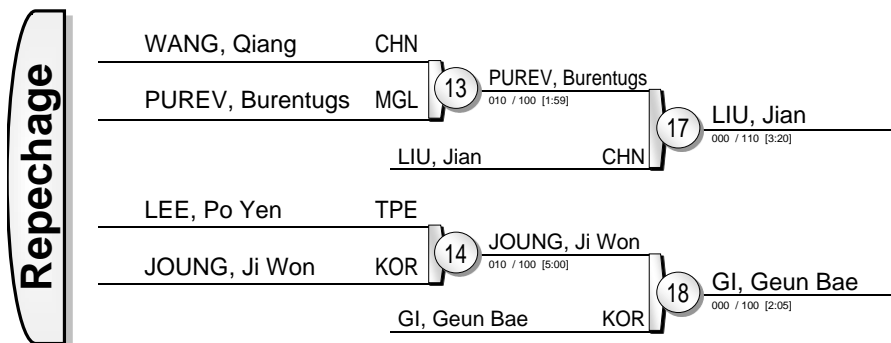 Repechage
WANG, Qiang CHN
PUREV, Burentugs MGL
13
PUREV, Burentugs
010 / 100 [1:59]
LIU, Jian CHN
17
LIU, Jian
000 / 110 [3:20]
LEE, Po Yen TPE
JOUNG, Ji Won KOR
14
JOUNG, Ji Won
010 / 100 [5:00]
GI, Geun Bae KOR
18
GI, Geun Bae
000 / 100 [2:05]